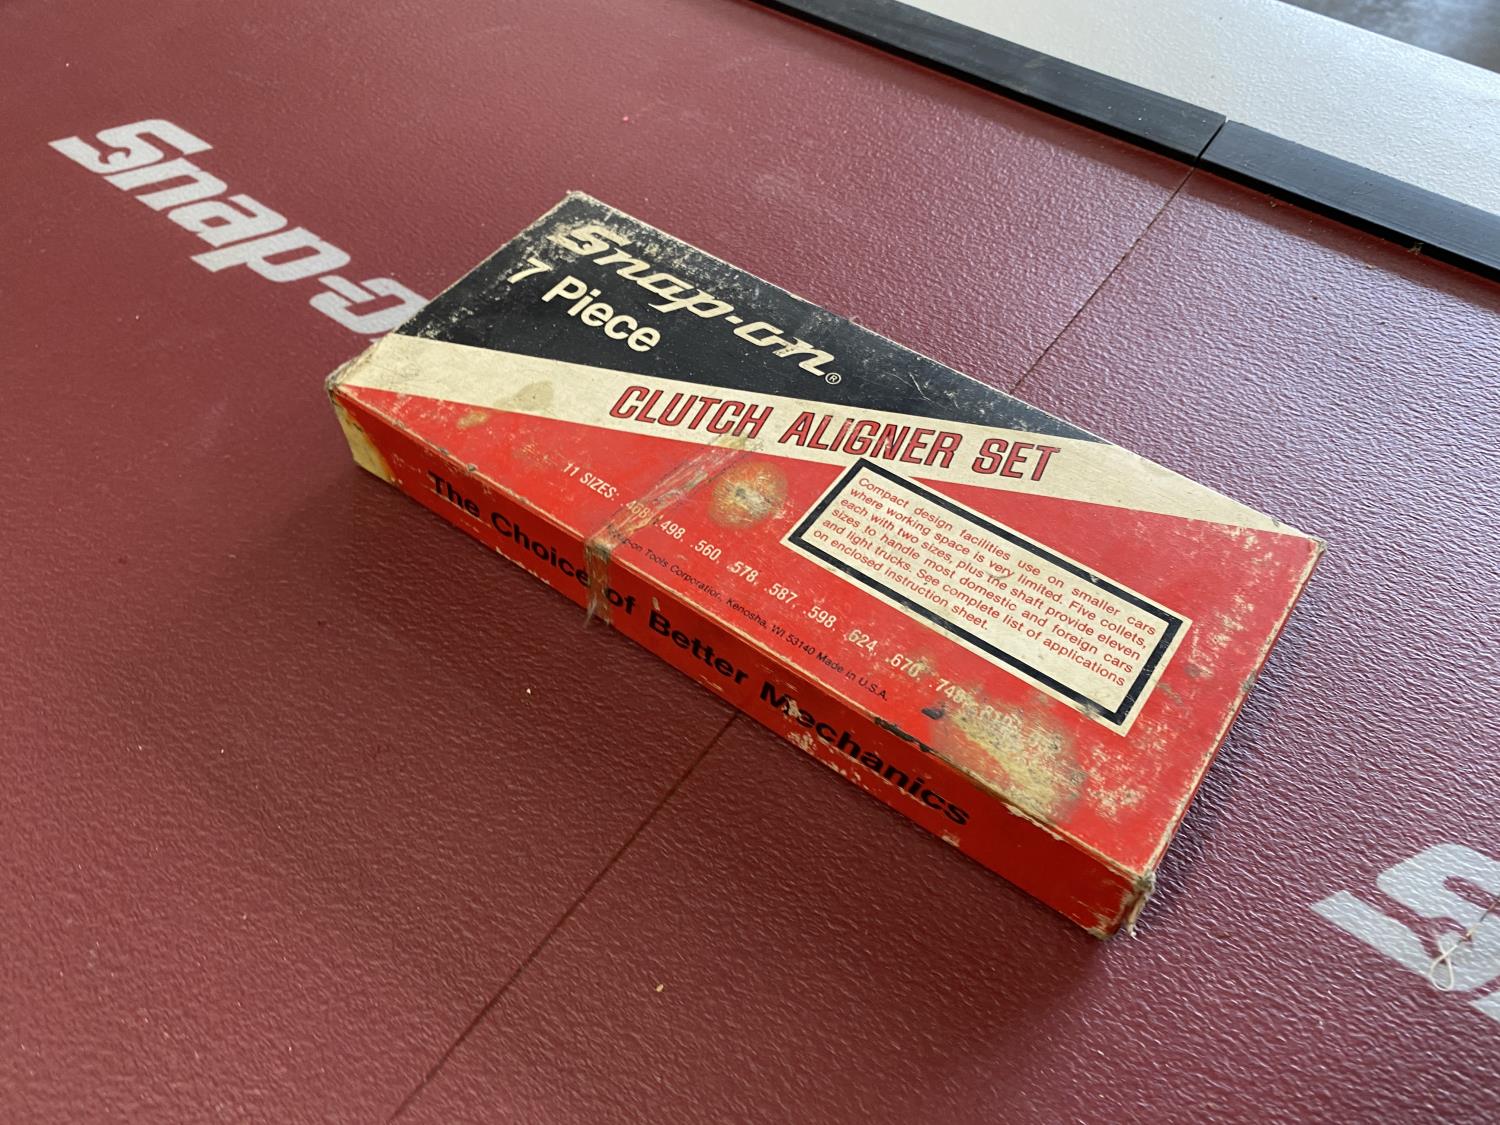 Snap-on
Snap-on®
7 Piece
CLUTCH ALIGNER SET
11 SIZES: .498 .560, .578, .587, .598, .624, .670,
Compact design facilities use on smaller cars
where working space is very limited. Five collets,
each with two sizes, plus the shaft provide eleven
sizes to handle most domestic and foreign cars
and light trucks. See complete list of applications
on enclosed instruction sheet.
Tools Corporation, Kenosha, WI 53140 Made in U.S.A.
The Choice of Better Mechanics